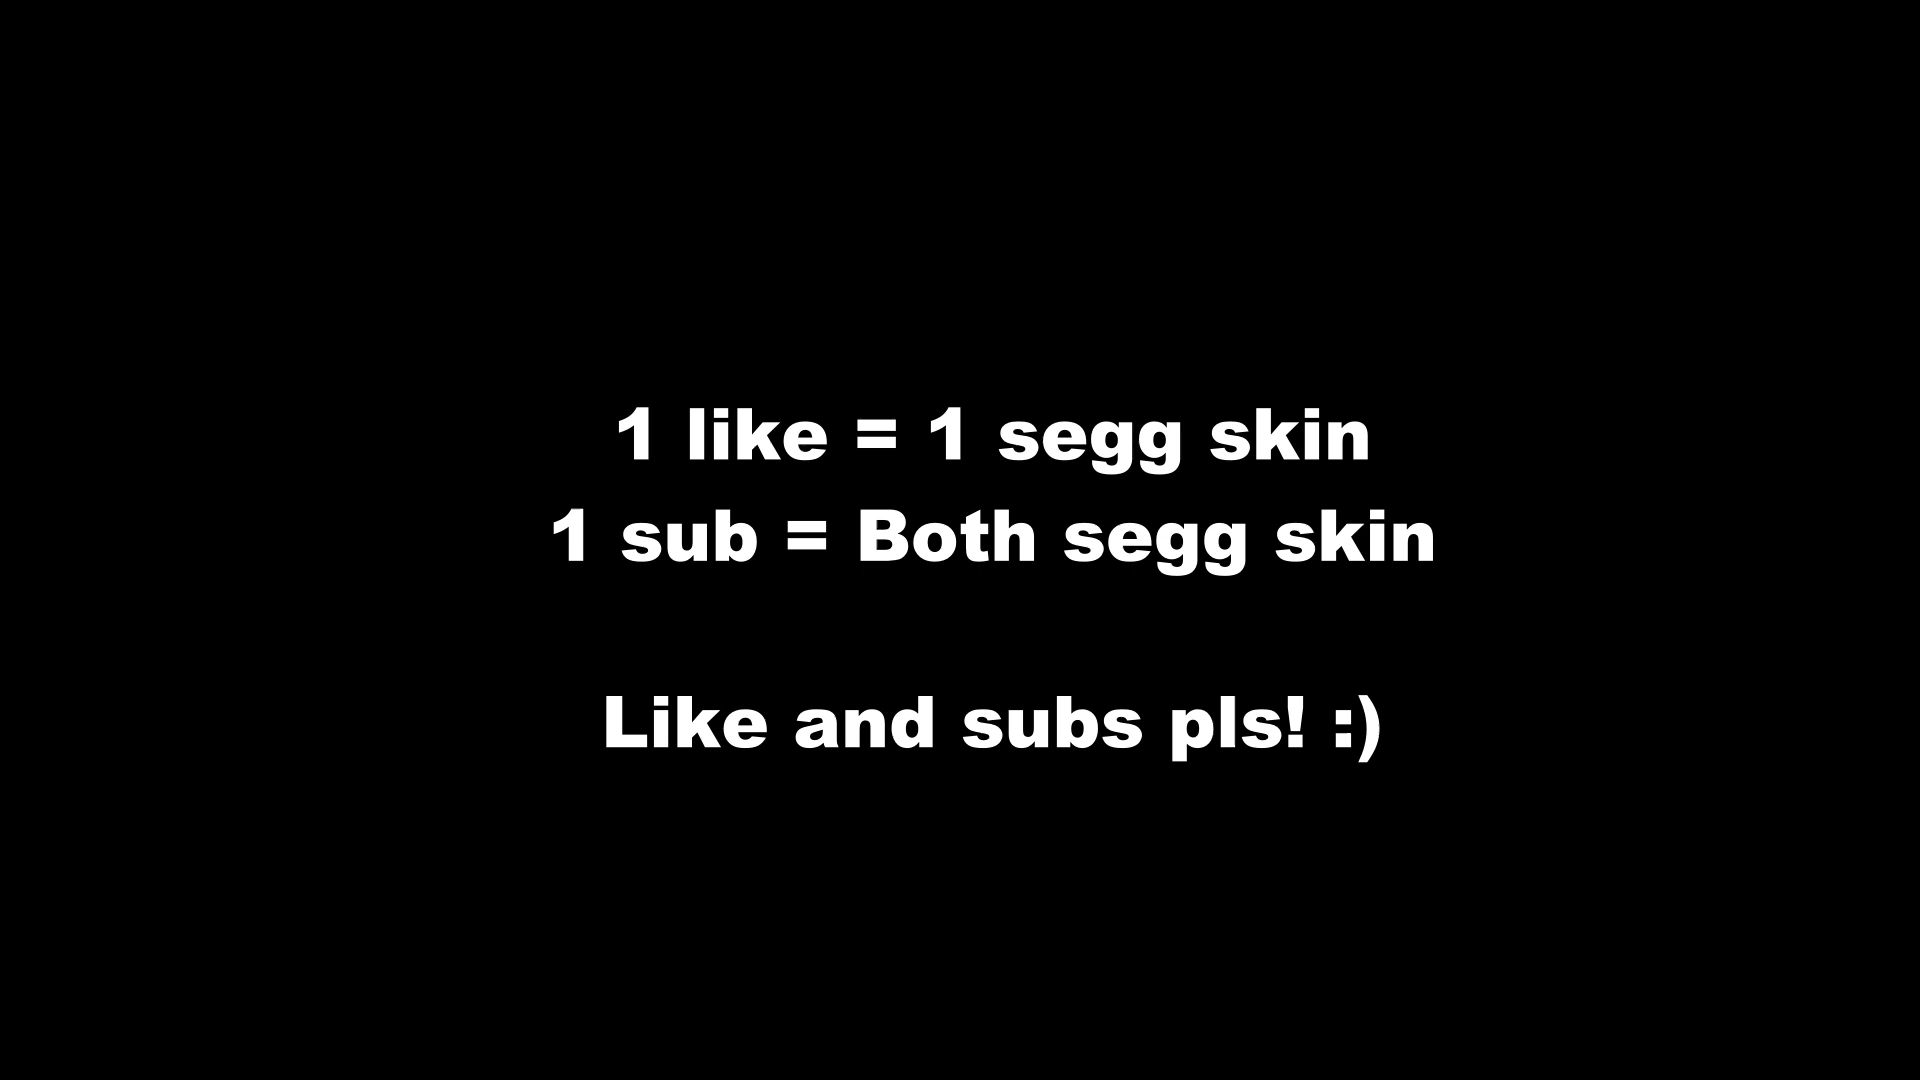 1 like = 1 segg skin
1 sub = Both segg skin
Like and subs pls! :)